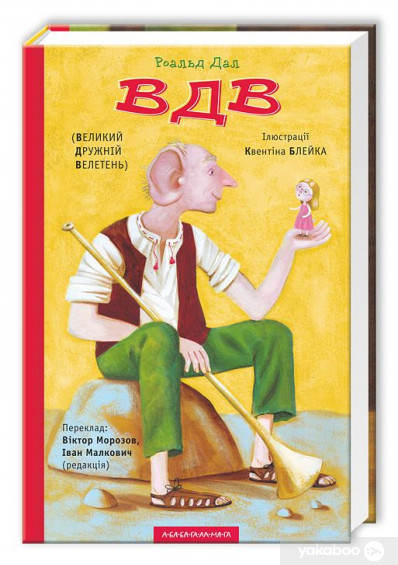 Роальд Дал
ВДВ
(ВЕЛИКИЙ
ДРУЖНІЙ
ВЕЛЕТЕНЬ)
Ілюстрації
Квентіна БЛЕЙКА
Переклад:
Віктор Морозов,
Іван Малкович
(редакція)
А-БА-БА-ГА-ЛА-МА-ГА
yakaboo